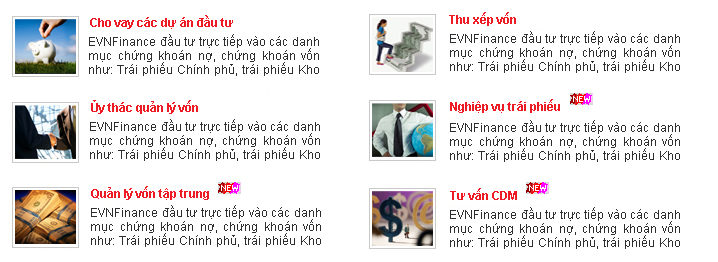 Cho vay các dự án đầu tư
EVNFinance đầu tư trực tiếp vào các danh
mục chứng khoán nợ, chứng khoán vốn
như: Trái phiếu Chính phủ, trái phiếu Kho
Thu xếp vốn
EVNFinance đầu tư trực tiếp vào các danh
mục chứng khoán nợ, chứng khoán vốn
như: Trái phiếu Chính phủ, trái phiếu Kho
Ủy thác quản lý vốn
EVNFinance đầu tư trực tiếp vào các danh
mục chứng khoán nợ, chứng khoán vốn
như: Trái phiếu Chính phủ, trái phiếu Kho
Nghiệp vụ trái phiếu NEW
EVNFinance đầu tư trực tiếp vào các danh
mục chứng khoán nợ, chứng khoán vốn
như: Trái phiếu Chính phủ, trái phiếu Kho
Quản lý vốn tập trung NEW
EVNFinance đầu tư trực tiếp vào các danh
mục chứng khoán nợ, chứng khoán vốn
như: Trái phiếu Chính phủ, trái phiếu Kho
Tư vấn CDM NEW
EVNFinance đầu tư trực tiếp vào các danh
mục chứng khoán nợ, chứng khoán vốn
như: Trái phiếu Chính phủ, trái phiếu Kho